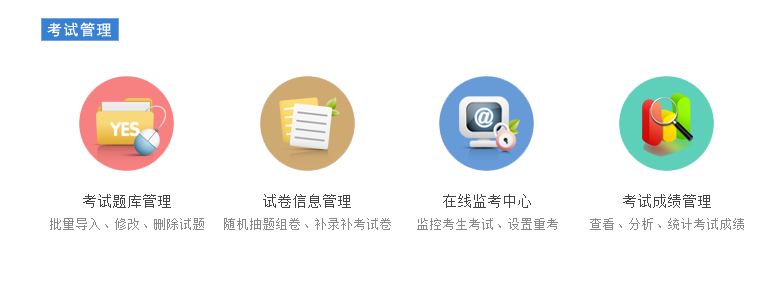 考试管理
YES
@
考试题库管理
试卷信息管理
在线监考中心
考试成绩管理
批量导入、修改、删除试题
随机抽题组卷、补录补考试卷
监控考生考试、设置重考
查看、分析、统计考试成绩